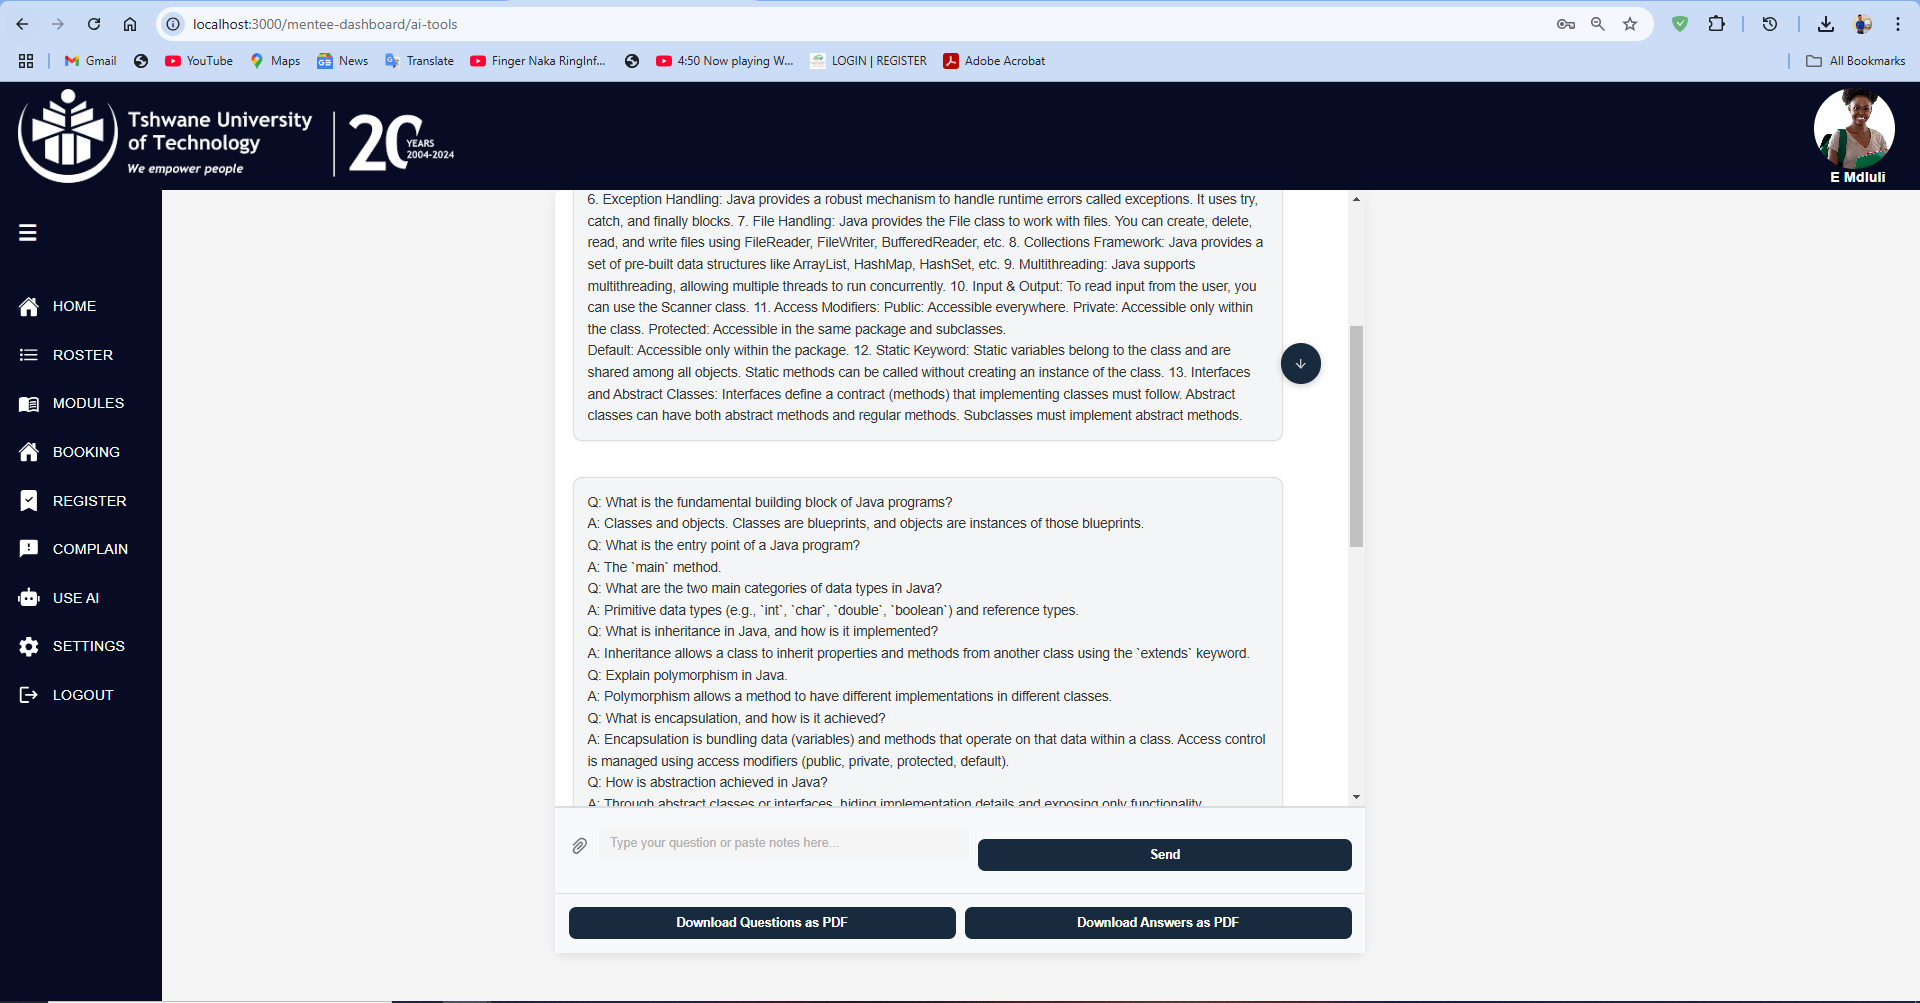 localhost:3000/mentee-dashboard/ai-tools
Gmail
YouTube
Maps
News
Translate
Finger Naka RingInf...
4:50 Now playing W...
LOGIN | REGISTER
Adobe Acrobat
All Bookmarks
Tshwane University
of Technology
We empower people
20 YEARS
2004-2024
E Mdluli
HOME
ROSTER
MODULES
BOOKING
REGISTER
COMPLAIN
USE AI
SETTINGS
LOGOUT
6. Exception Handling: Java provides a robust mechanism to handle runtime errors called exceptions. It uses try,
catch, and finally blocks. 7. File Handling: Java provides the File class to work with files. You can create, delete,
read, and write files using FileReader, FileWriter, BufferedReader, etc. 8. Collections Framework: Java provides a
set of pre-built data structures like ArrayList, HashMap, HashSet, etc. 9. Multithreading: Java supports
multithreading, allowing multiple threads to run concurrently. 10. Input & Output: To read input from the user, you
can use the Scanner class. 11. Access Modifiers: Public: Accessible everywhere. Private: Accessible only within
the class. Protected: Accessible in the same package and subclasses.
Default: Accessible only within the package. 12. Static Keyword: Static variables belong to the class and are
shared among all objects. Static methods can be called without creating an instance of the class. 13. Interfaces
and Abstract Classes: Interfaces define a contract (methods) that implementing classes must follow. Abstract
classes can have both abstract methods and regular methods. Subclasses must implement abstract methods.
Q: What is the fundamental building block of Java programs?
A: Classes and objects. Classes are blueprints, and objects are instances of those blueprints.
Q: What is the entry point of a Java program?
A: The `main` method.
Q: What are the two main categories of data types in Java?
A: Primitive data types (e.g., `int`, `char`, `double`, `boolean`) and reference types.
Q: What is inheritance in Java, and how is it implemented?
A: Inheritance allows a class to inherit properties and methods from another class using the `extends` keyword.
Q: Explain polymorphism in Java.
A: Polymorphism allows a method to have different implementations in different classes.
Q: What is encapsulation, and how is it achieved?
A: Encapsulation is bundling data (variables) and methods that operate on that data within a class. Access control
is managed using access modifiers (public, private, protected, default).
Q: How is abstraction achieved in Java?
A: Through abstract classes or interfaces, hiding implementation details and exposing only functionality.
Type your question or paste notes here...
Send
Download Questions as PDF
Download Answers as PDF